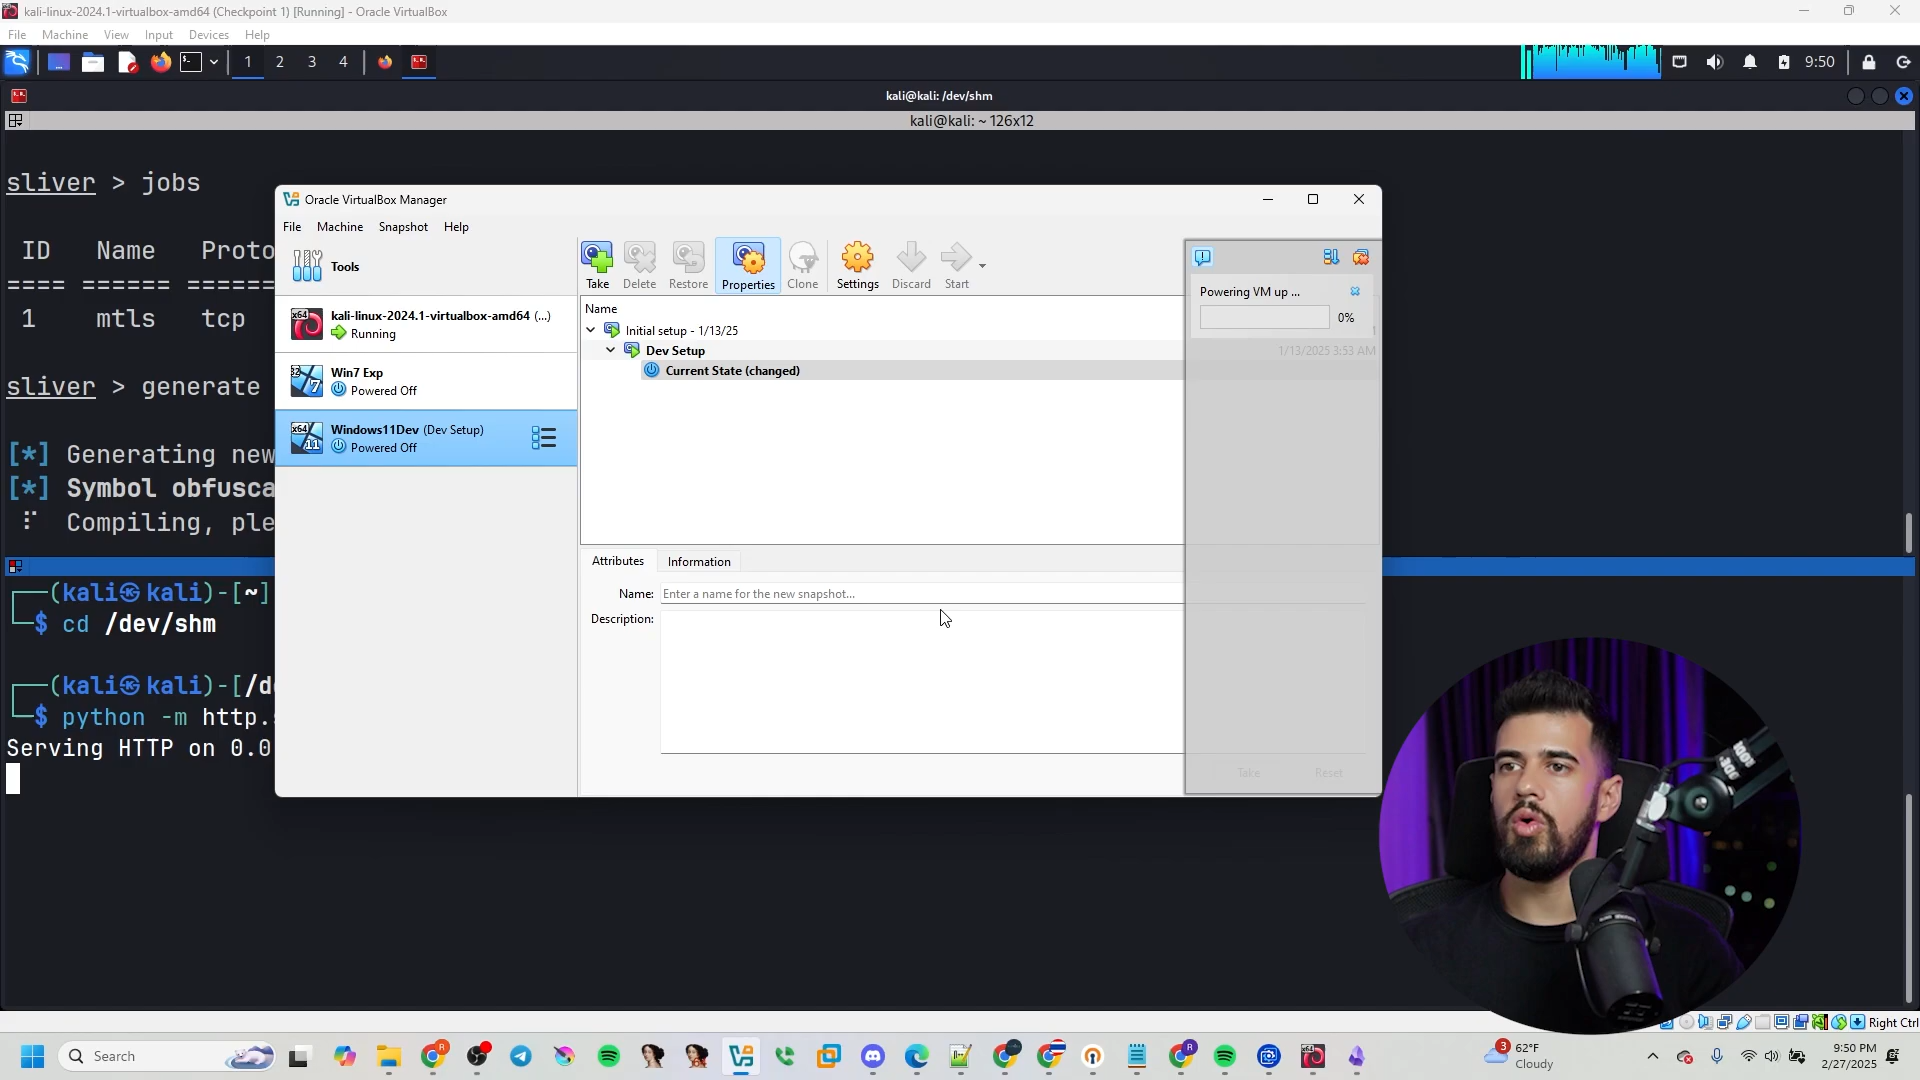 kali-linux-2024.1-virtualbox-amd64 (Checkpoint 1) [Running] - Oracle VirtualBox
File Machine View Input Devices Help
1 2 3 4
9:50
kali@kali: /dev/shm
kali@kali: ~ 126x12
sliver > jobs
ID Name Proto
==== ====== =======
1 mtls tcp
sliver > generate
[*] Generating new
[*] Symbol obfusca
Compiling, ple
(kali㉿kali)-[~]
$ cd /dev/shm
(kali㉿kali)-[/d
$ python -m http.
Serving HTTP on 0.0
Oracle VirtualBox Manager
File Machine Snapshot Help
Tools
kali-linux-2024.1-virtualbox-amd64 (...)
Running
Win7 Exp
Powered Off
Windows11Dev (Dev Setup)
Powered Off
x64
32
7
x64
11
Take Delete Restore Properties Clone Settings Discard Start
Name
Initial setup - 1/13/25
Dev Setup
Current State (changed)
Powering VM up ...
0%
1/13/2025 3:53 AM
Attributes Information
Name: Enter a name for the new snapshot...
Description:
Take Reset
Right Ctrl
Search
3
62°F
Cloudy
9:50 PM
2/27/2025